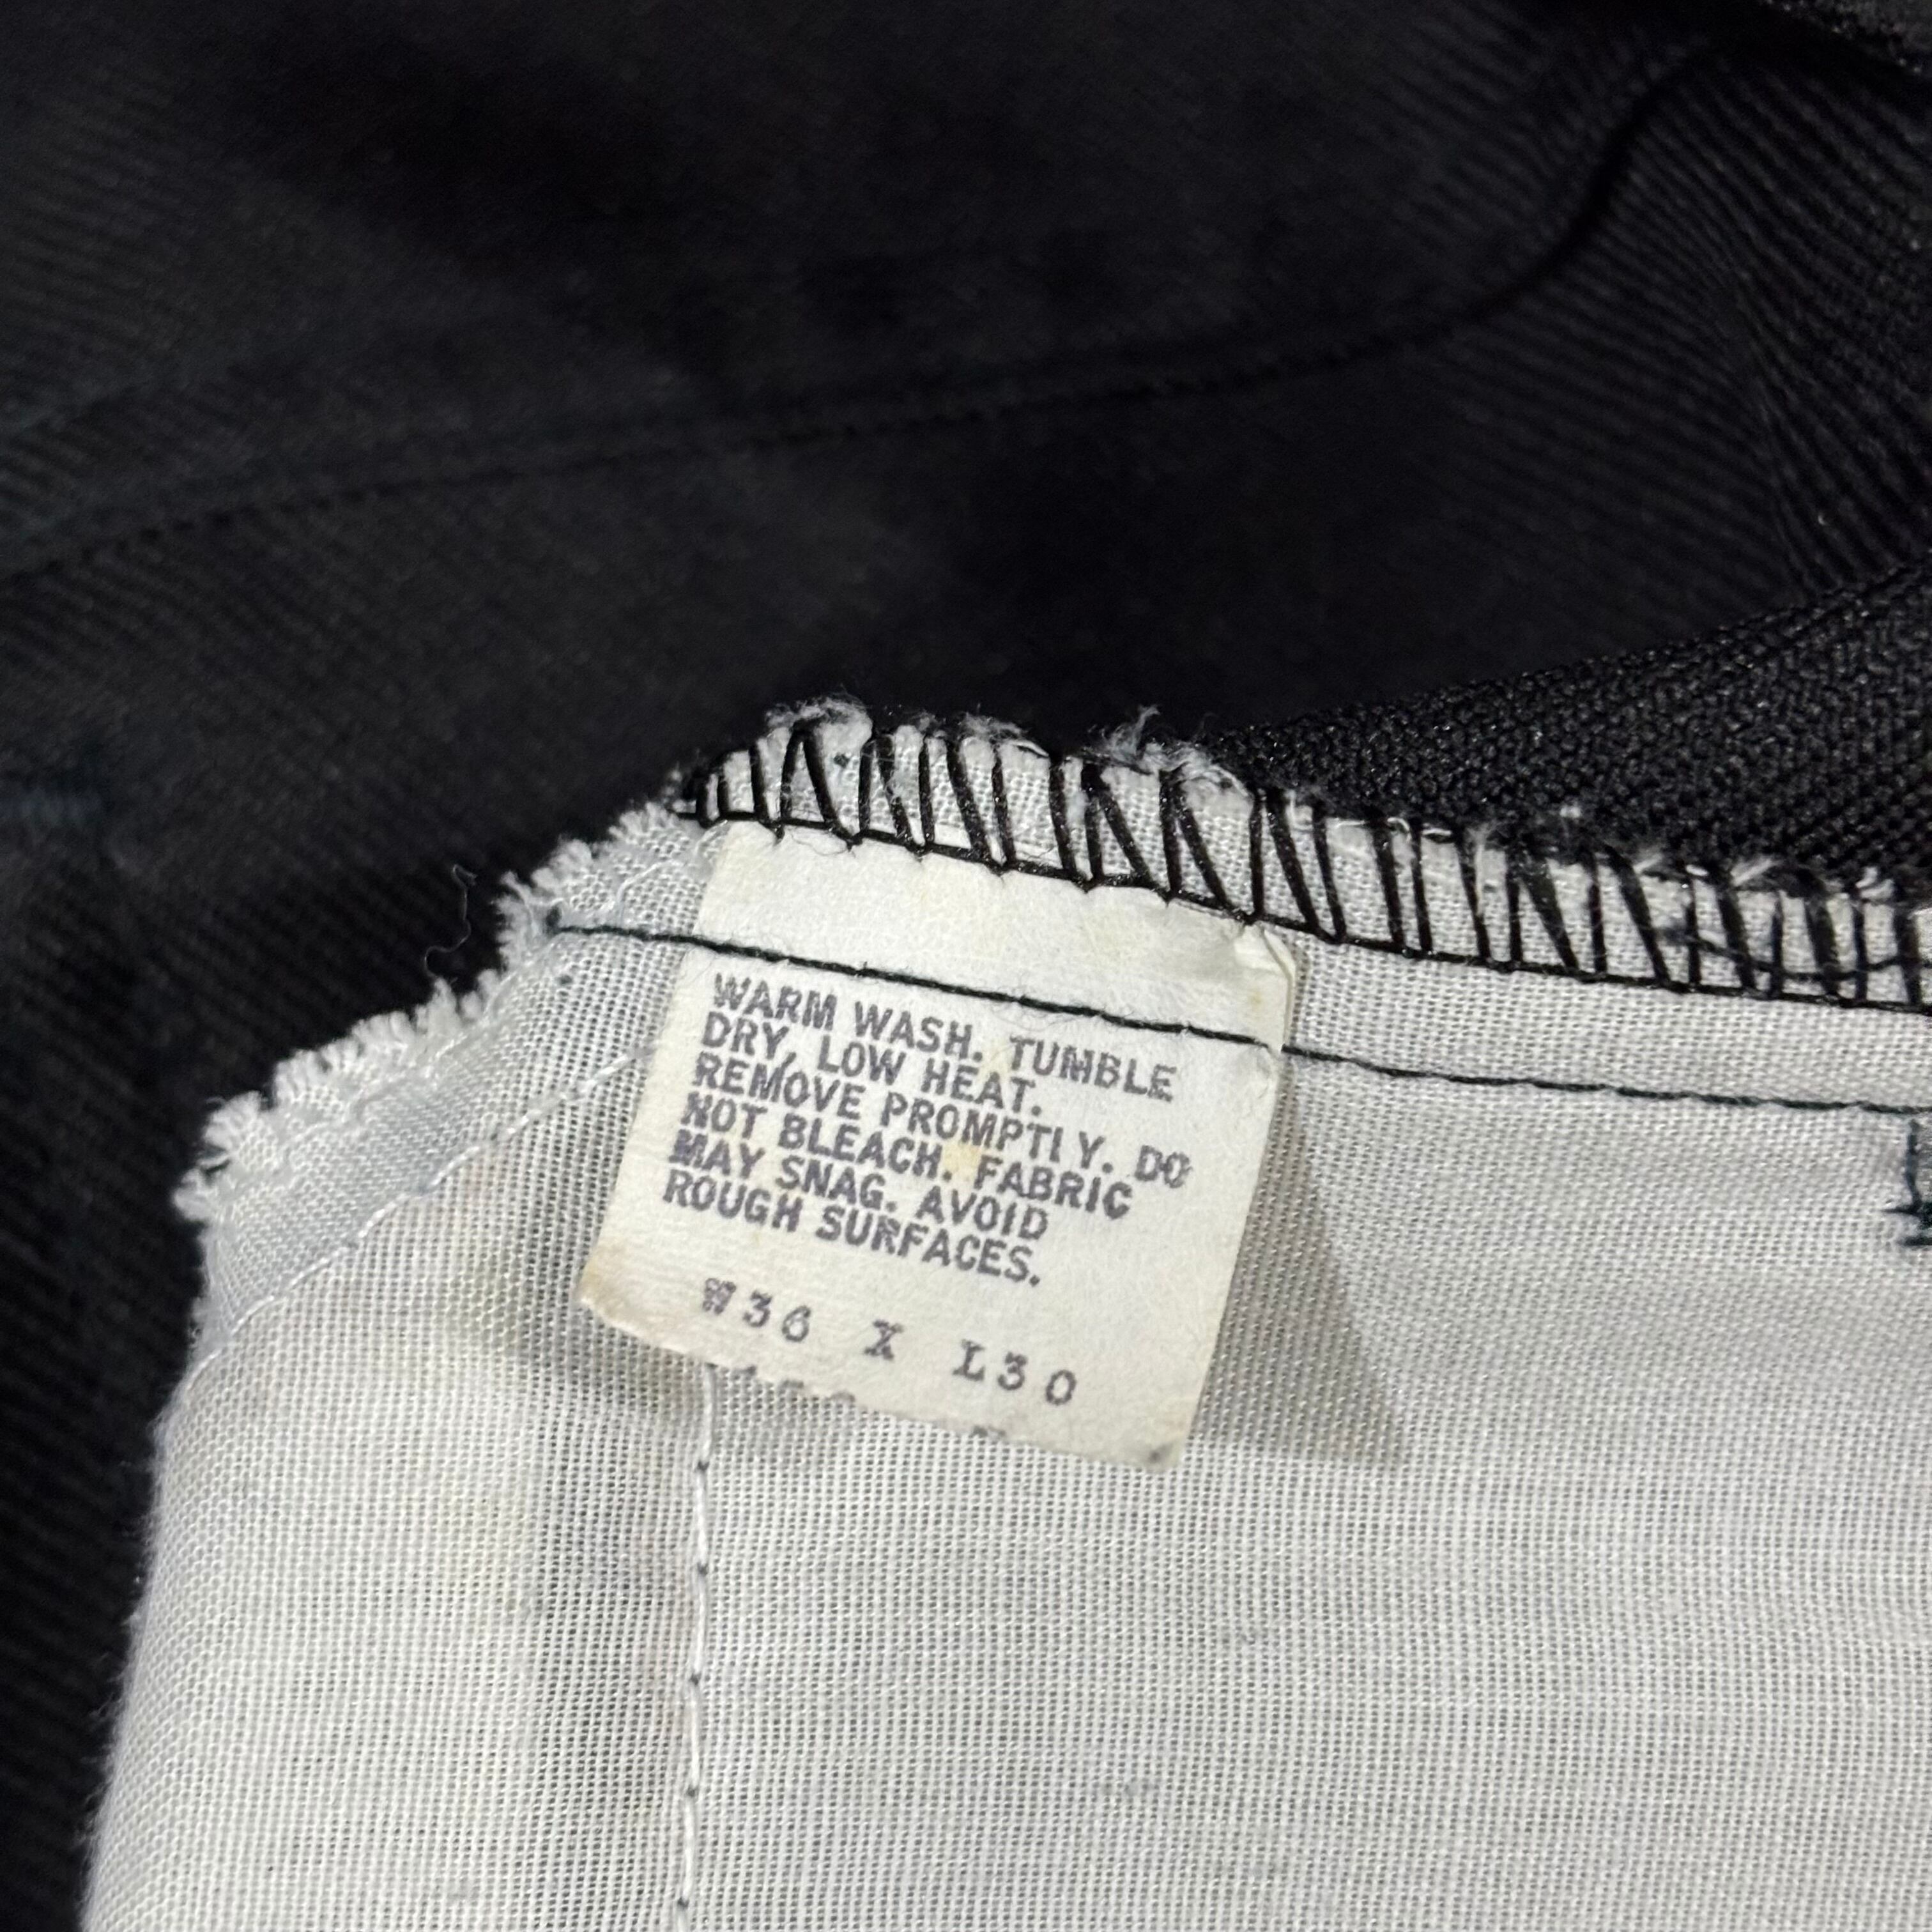 WARM WASH. TUMBLE
DRY, LOW HEAT.
REMOVE PROMPTLY. DO
NOT BLEACH. FABRIC
MAY SNAG. AVOID
ROUGH SURFACES.
W36 X L30